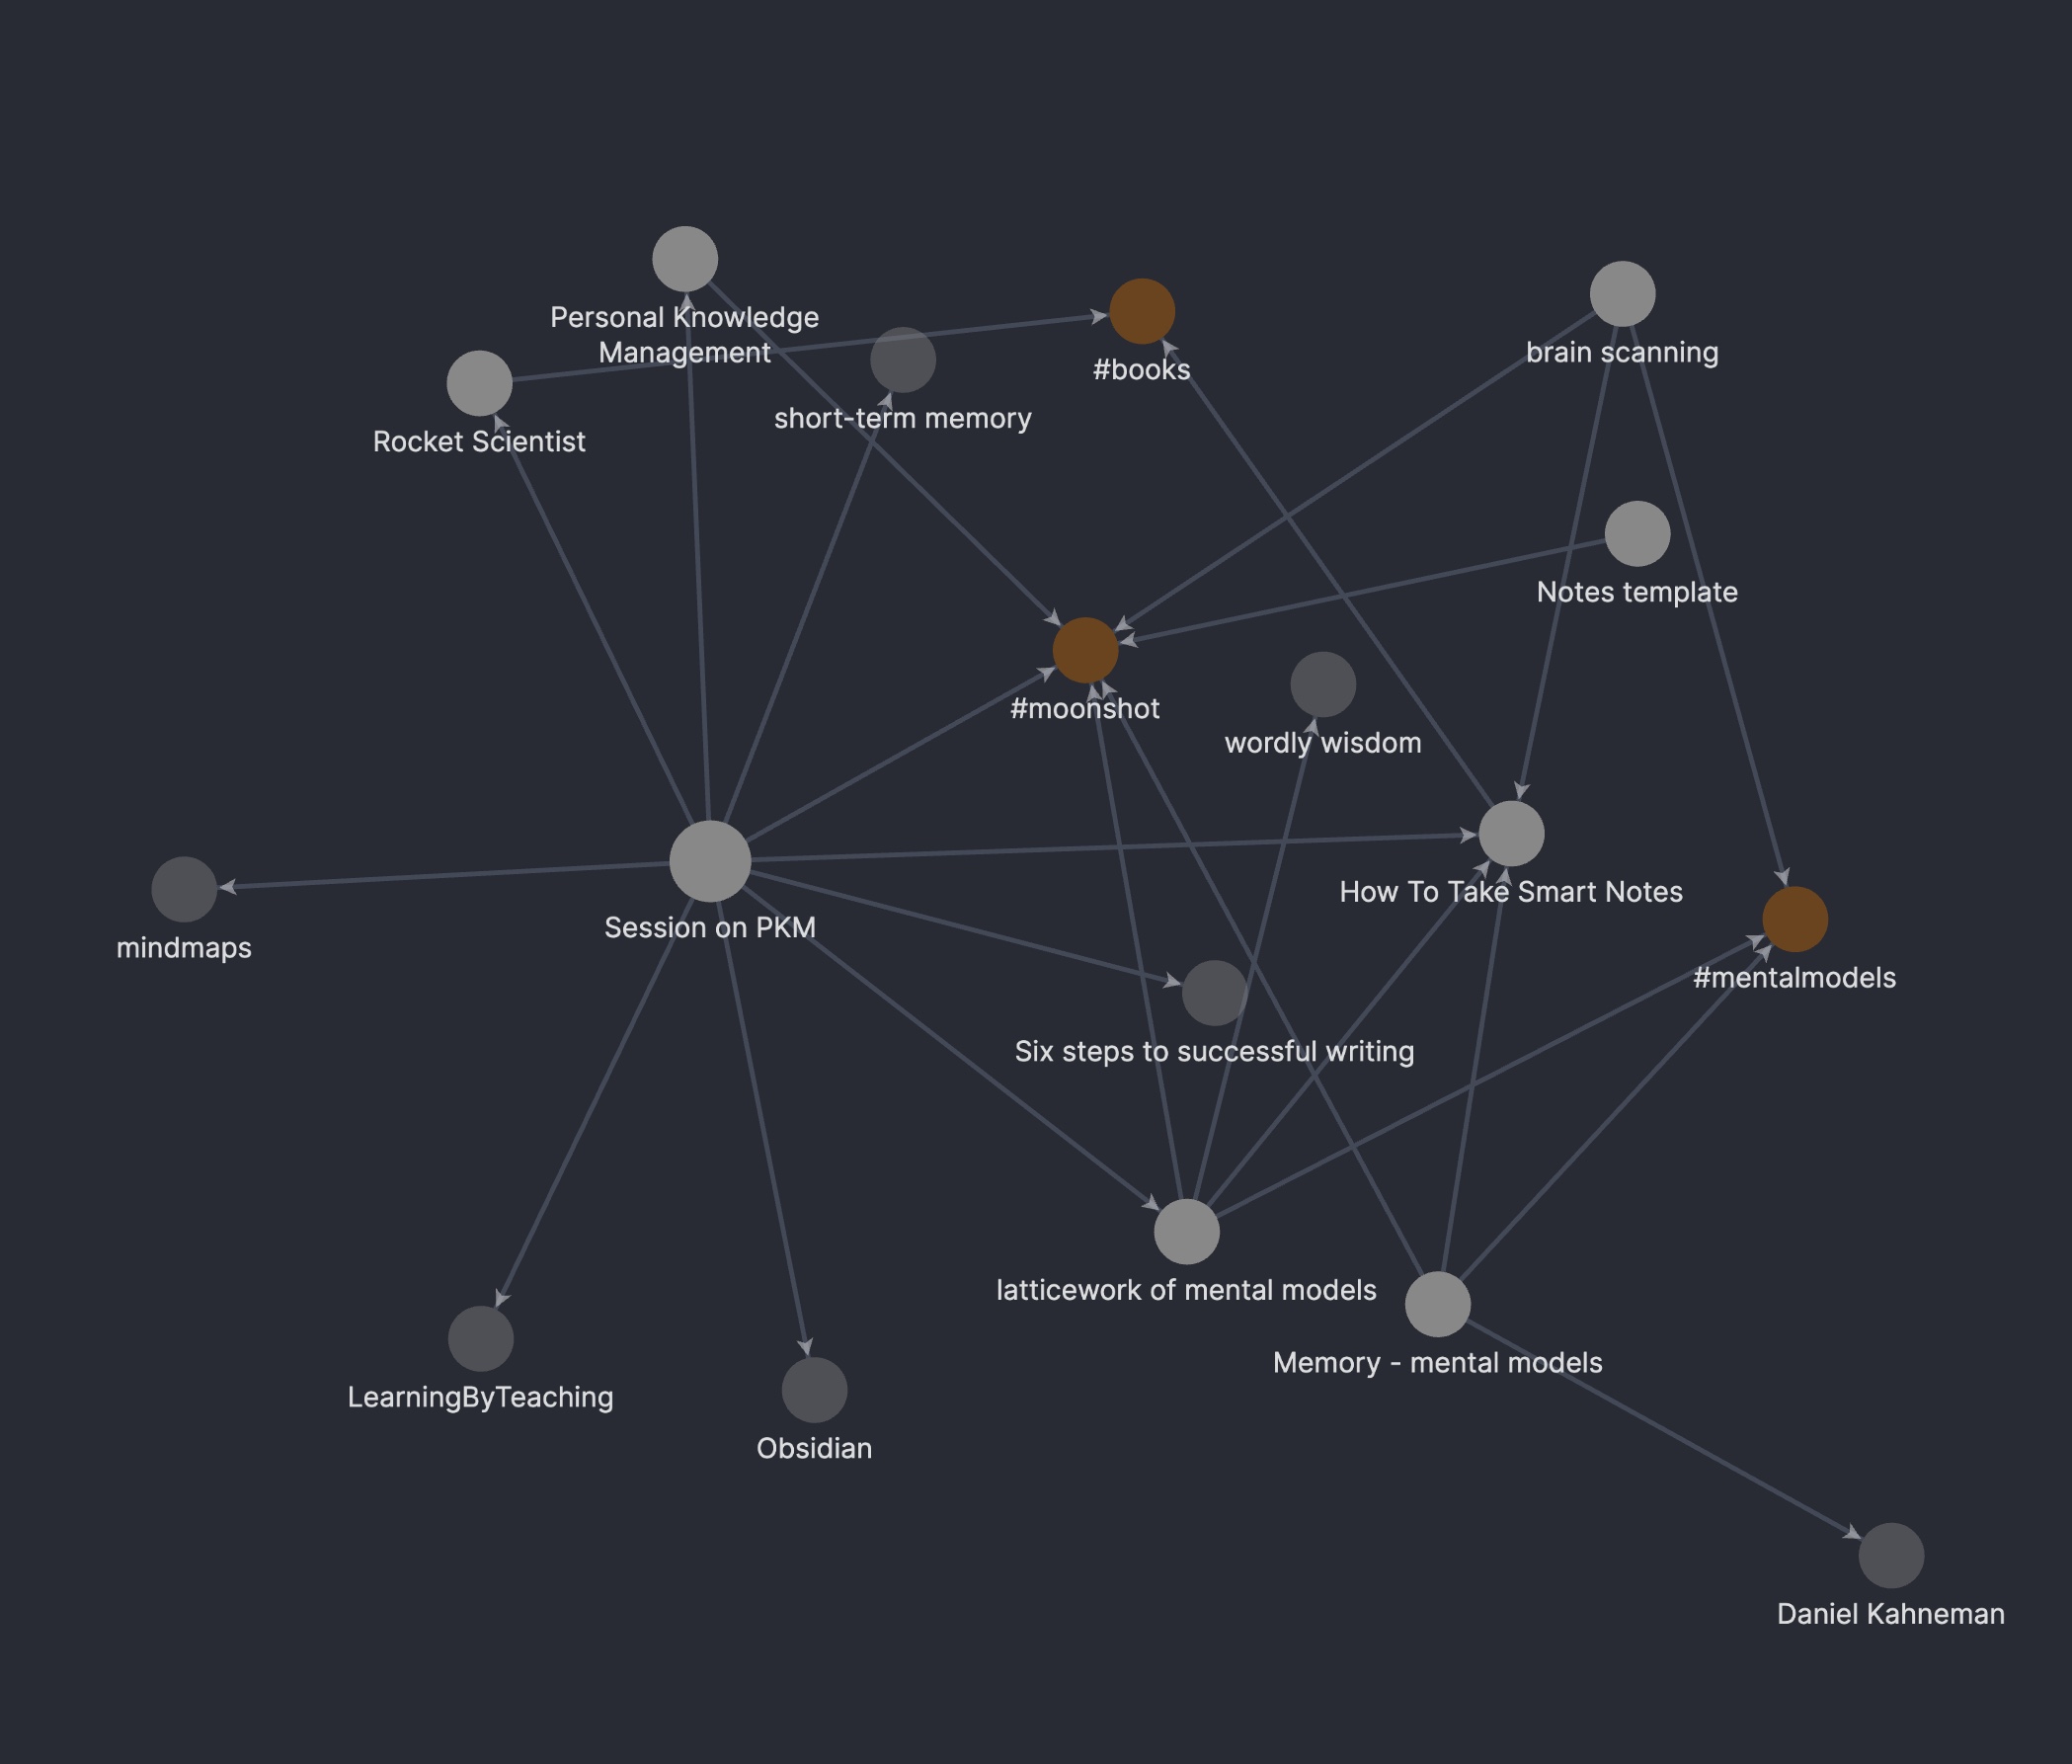 Personal Knowledge
Management
#books
brain scanning
short-term memory
Rocket Scientist
Notes template
#moonshot
wordly wisdom
How To Take Smart Notes
Session on PKM
mindmaps
#mentalmodels
Six steps to successful writing
latticework of mental models
Memory - mental models
LearningByTeaching
Obsidian
Daniel Kahneman